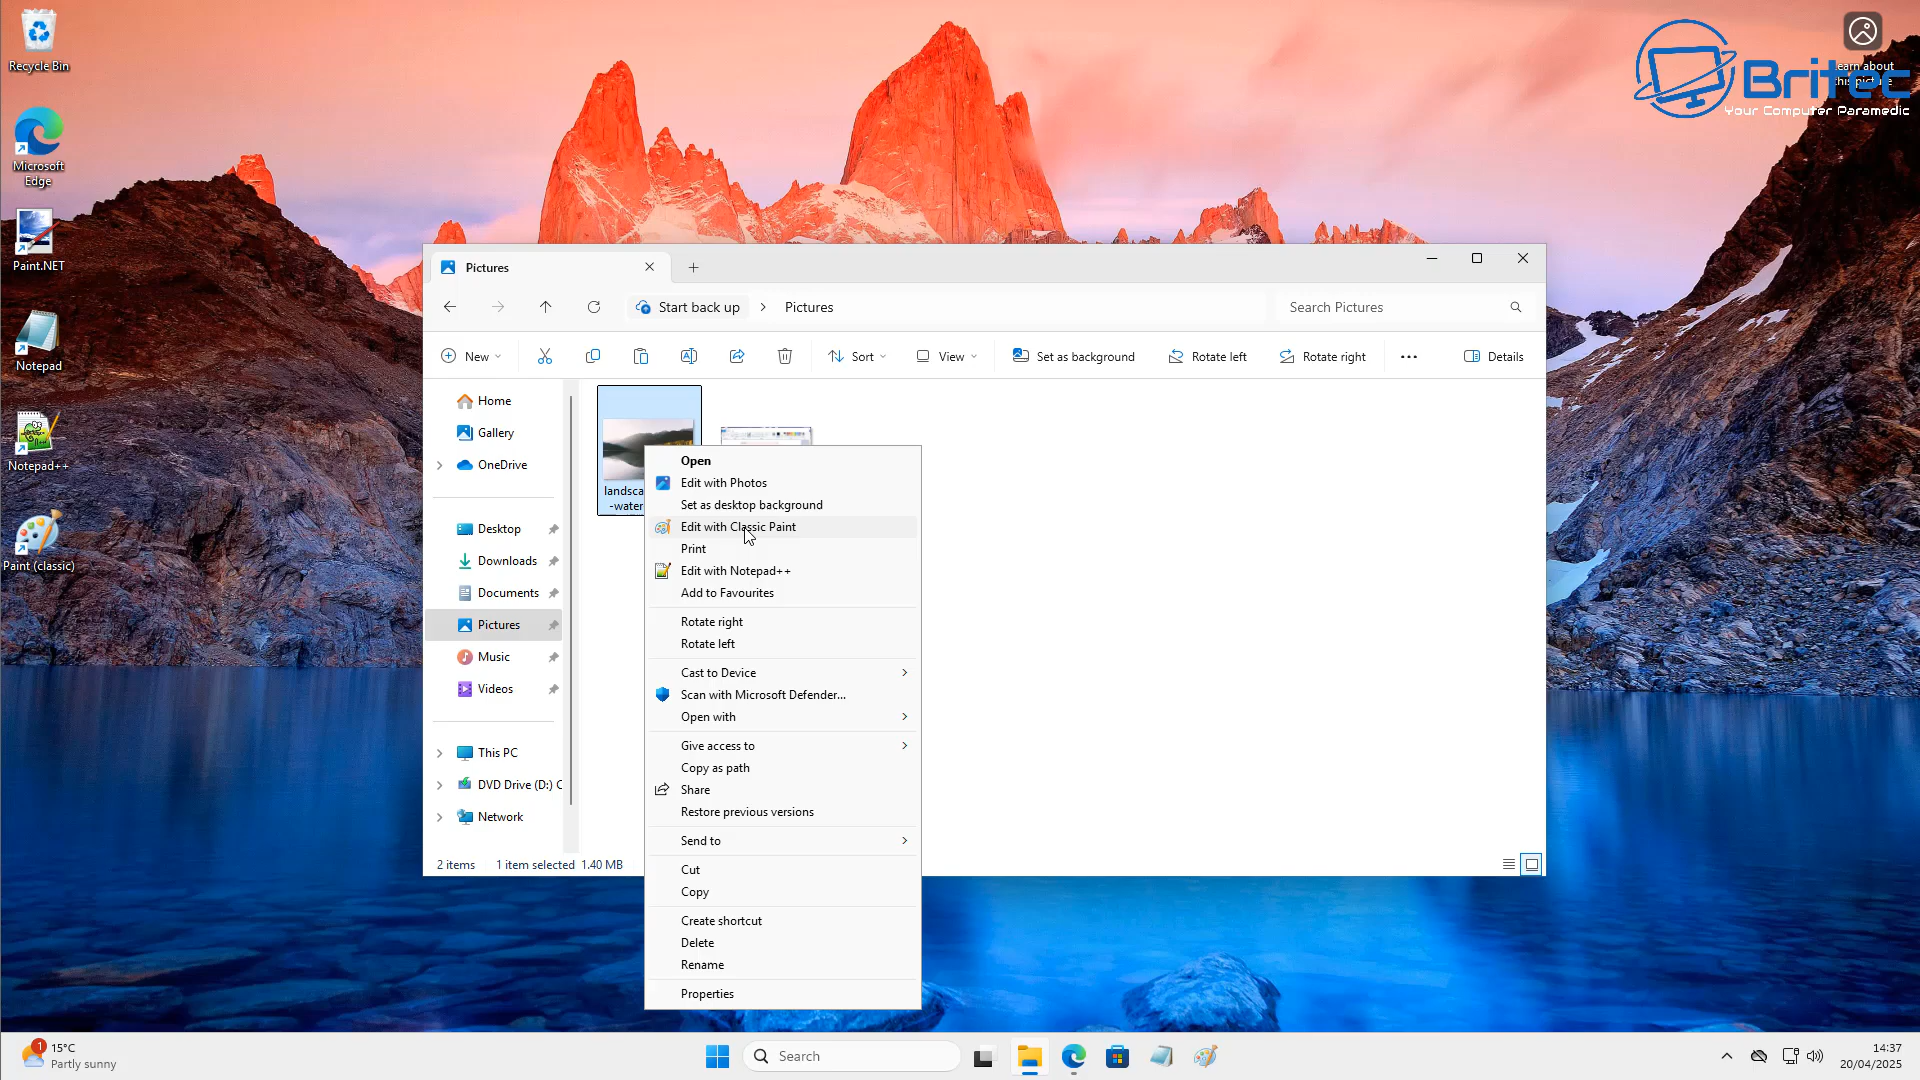 Recycle Bin
Microsoft
Edge
Paint.NET
Notepad
Notepad++
Paint (classic)
Britec
Your Computer Paramedic
Pictures
Start back up
Pictures
Search Pictures
New
Sort
View
Set as background
Rotate left
Rotate right
Details
Home
Gallery
OneDrive
Desktop
Downloads
Documents
Pictures
Music
Videos
This PC
DVD Drive (D:) C
Network
landsca
-water
Open
Edit with Photos
Set as desktop background
Edit with Classic Paint
Print
Edit with Notepad++
Add to Favourites
Rotate right
Rotate left
Cast to Device
Scan with Microsoft Defender...
Open with
Give access to
Copy as path
Share
Restore previous versions
Send to
Cut
Copy
Create shortcut
Delete
Rename
Properties
2 items 1 item selected 1.40 MB
1
15°C
Partly sunny
Search
14:37
20/04/2025